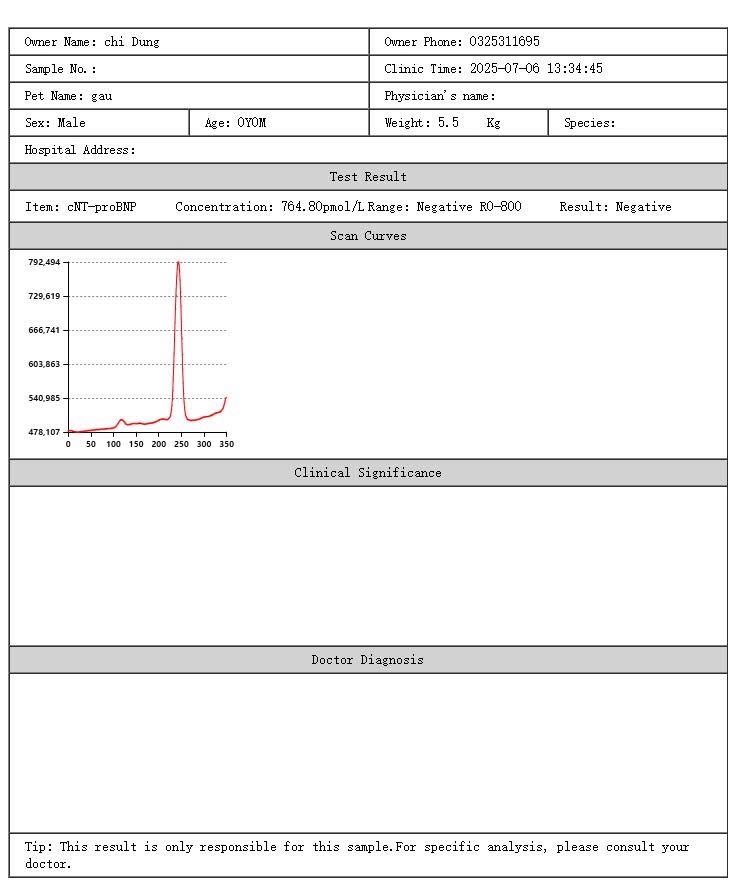 Owner Name: chi Dung
Owner Phone: 0325311695
Sample No.:
Clinic Time: 2025-07-06 13:34:45
Pet Name: gau
Physician's name:
Sex: Male
Age: 0Y0M
Weight: 5.5 Kg
Species:
Hospital Address:
Test Result
Item: cNT-proBNP Concentration: 764.80pmol/L Range: Negative R0-800 Result: Negative
Scan Curves
792,494
729,619
666,741
603,863
540,985
478,107
0 50 100 150 200 250 300 350
Clinical Significance
Doctor Diagnosis
Tip: This result is only responsible for this sample.For specific analysis, please consult your
doctor.